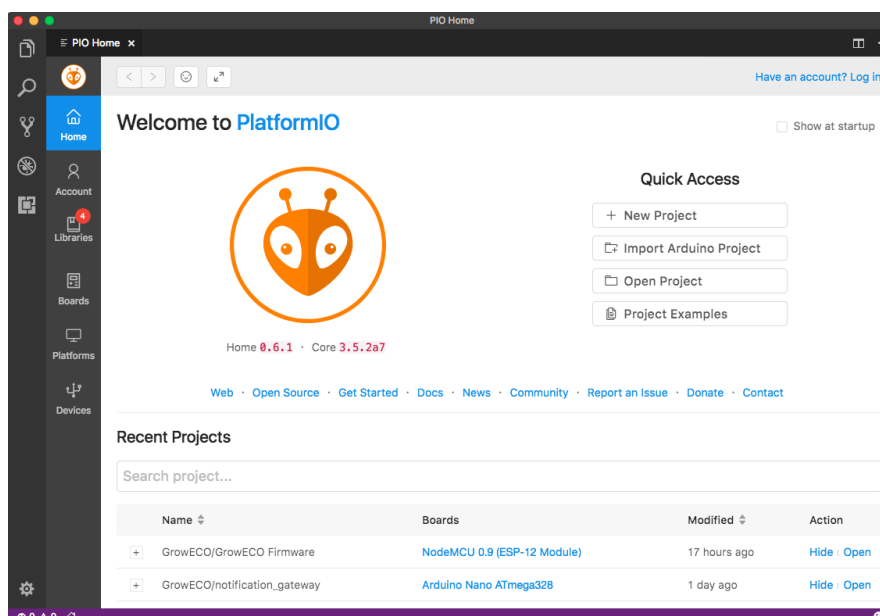 PIO Home
PIO Home
Have an account? Log in
Home
Welcome to PlatformIO
Show at startup
Account
Quick Access
New Project
4
Libraries
Import Arduino Project
Open Project
Boards
Project Examples
Home 0.6.1 · Core 3.5.2a7
Platforms
Web · Open Source · Get Started · Docs · News · Community · Report an Issue · Donate · Contact
Devices
Recent Projects
Search project...
Name Boards Modified Action
GrowECO/GrowECO Firmware NodeMCU 0.9 (ESP-12 Module) 17 hours ago Hide Open
GrowECO/notification_gateway Arduino Nano ATmega328 1 day ago Hide Open